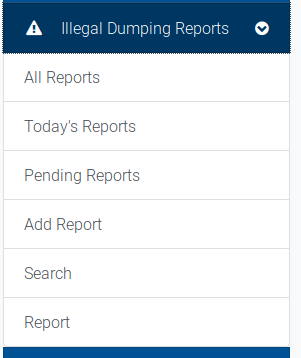 Illegal Dumping Reports
All Reports
Today's Reports
Pending Reports
Add Report
Search
Report